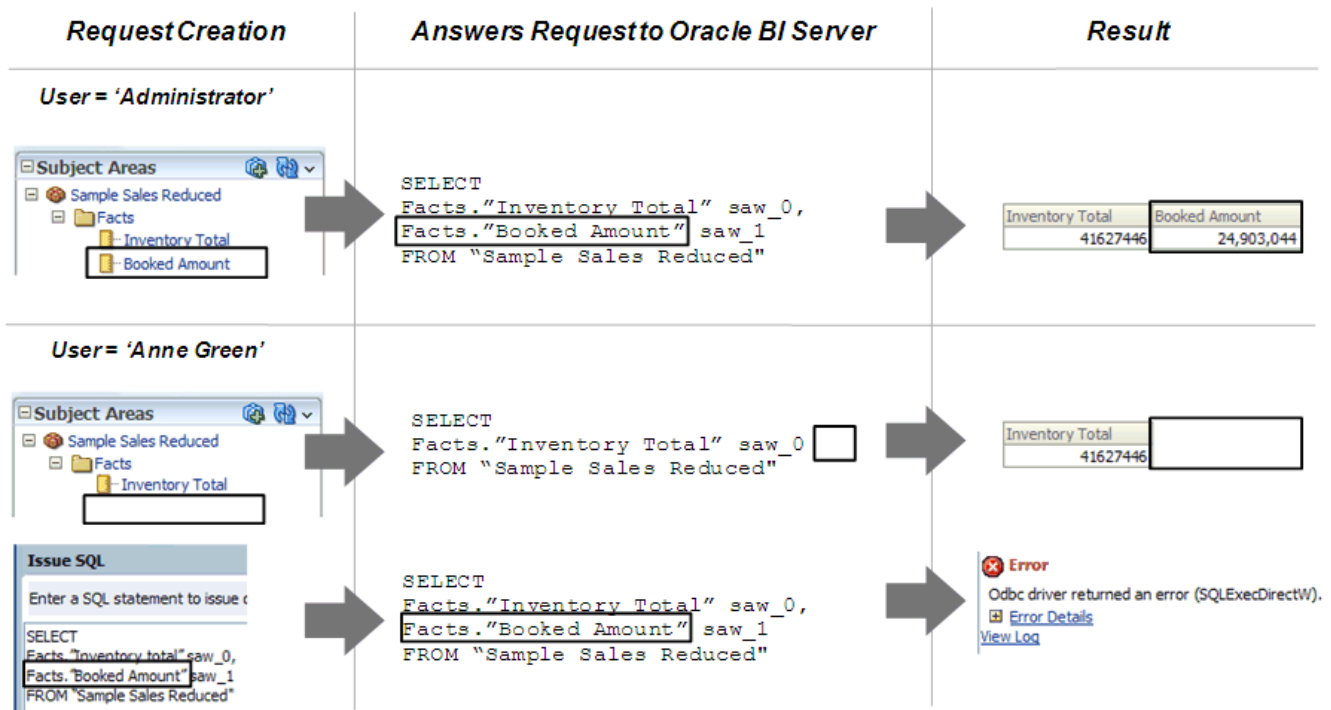 Request Creation
Answers Request to Oracle BI Server
Result
User = ‘Administrator’
Subject Areas
Sample Sales Reduced
Facts
Inventory Total
Booked Amount
SELECT
Facts.”Inventory Total” saw_0,
Facts.”Booked Amount” saw_1
FROM “Sample Sales Reduced"
Inventory Total Booked Amount
41627446 24,903,044
User = ‘Anne Green’
Subject Areas
Sample Sales Reduced
Facts
Inventory Total
SELECT
Facts.”Inventory Total” saw_0
FROM “Sample Sales Reduced"
Inventory Total
41627446
Issue SQL
Enter a SQL statement to issue
SELECT
Facts."Inventory total" saw_0,
Facts."Booked Amount" saw_1
FROM "Sample Sales Reduced"
SELECT
Facts.”Inventory Total” saw_0,
Facts.”Booked Amount” saw_1
FROM “Sample Sales Reduced"
Error
Odbc driver returned an error (SQLExecDirectW).
Error Details
View Log